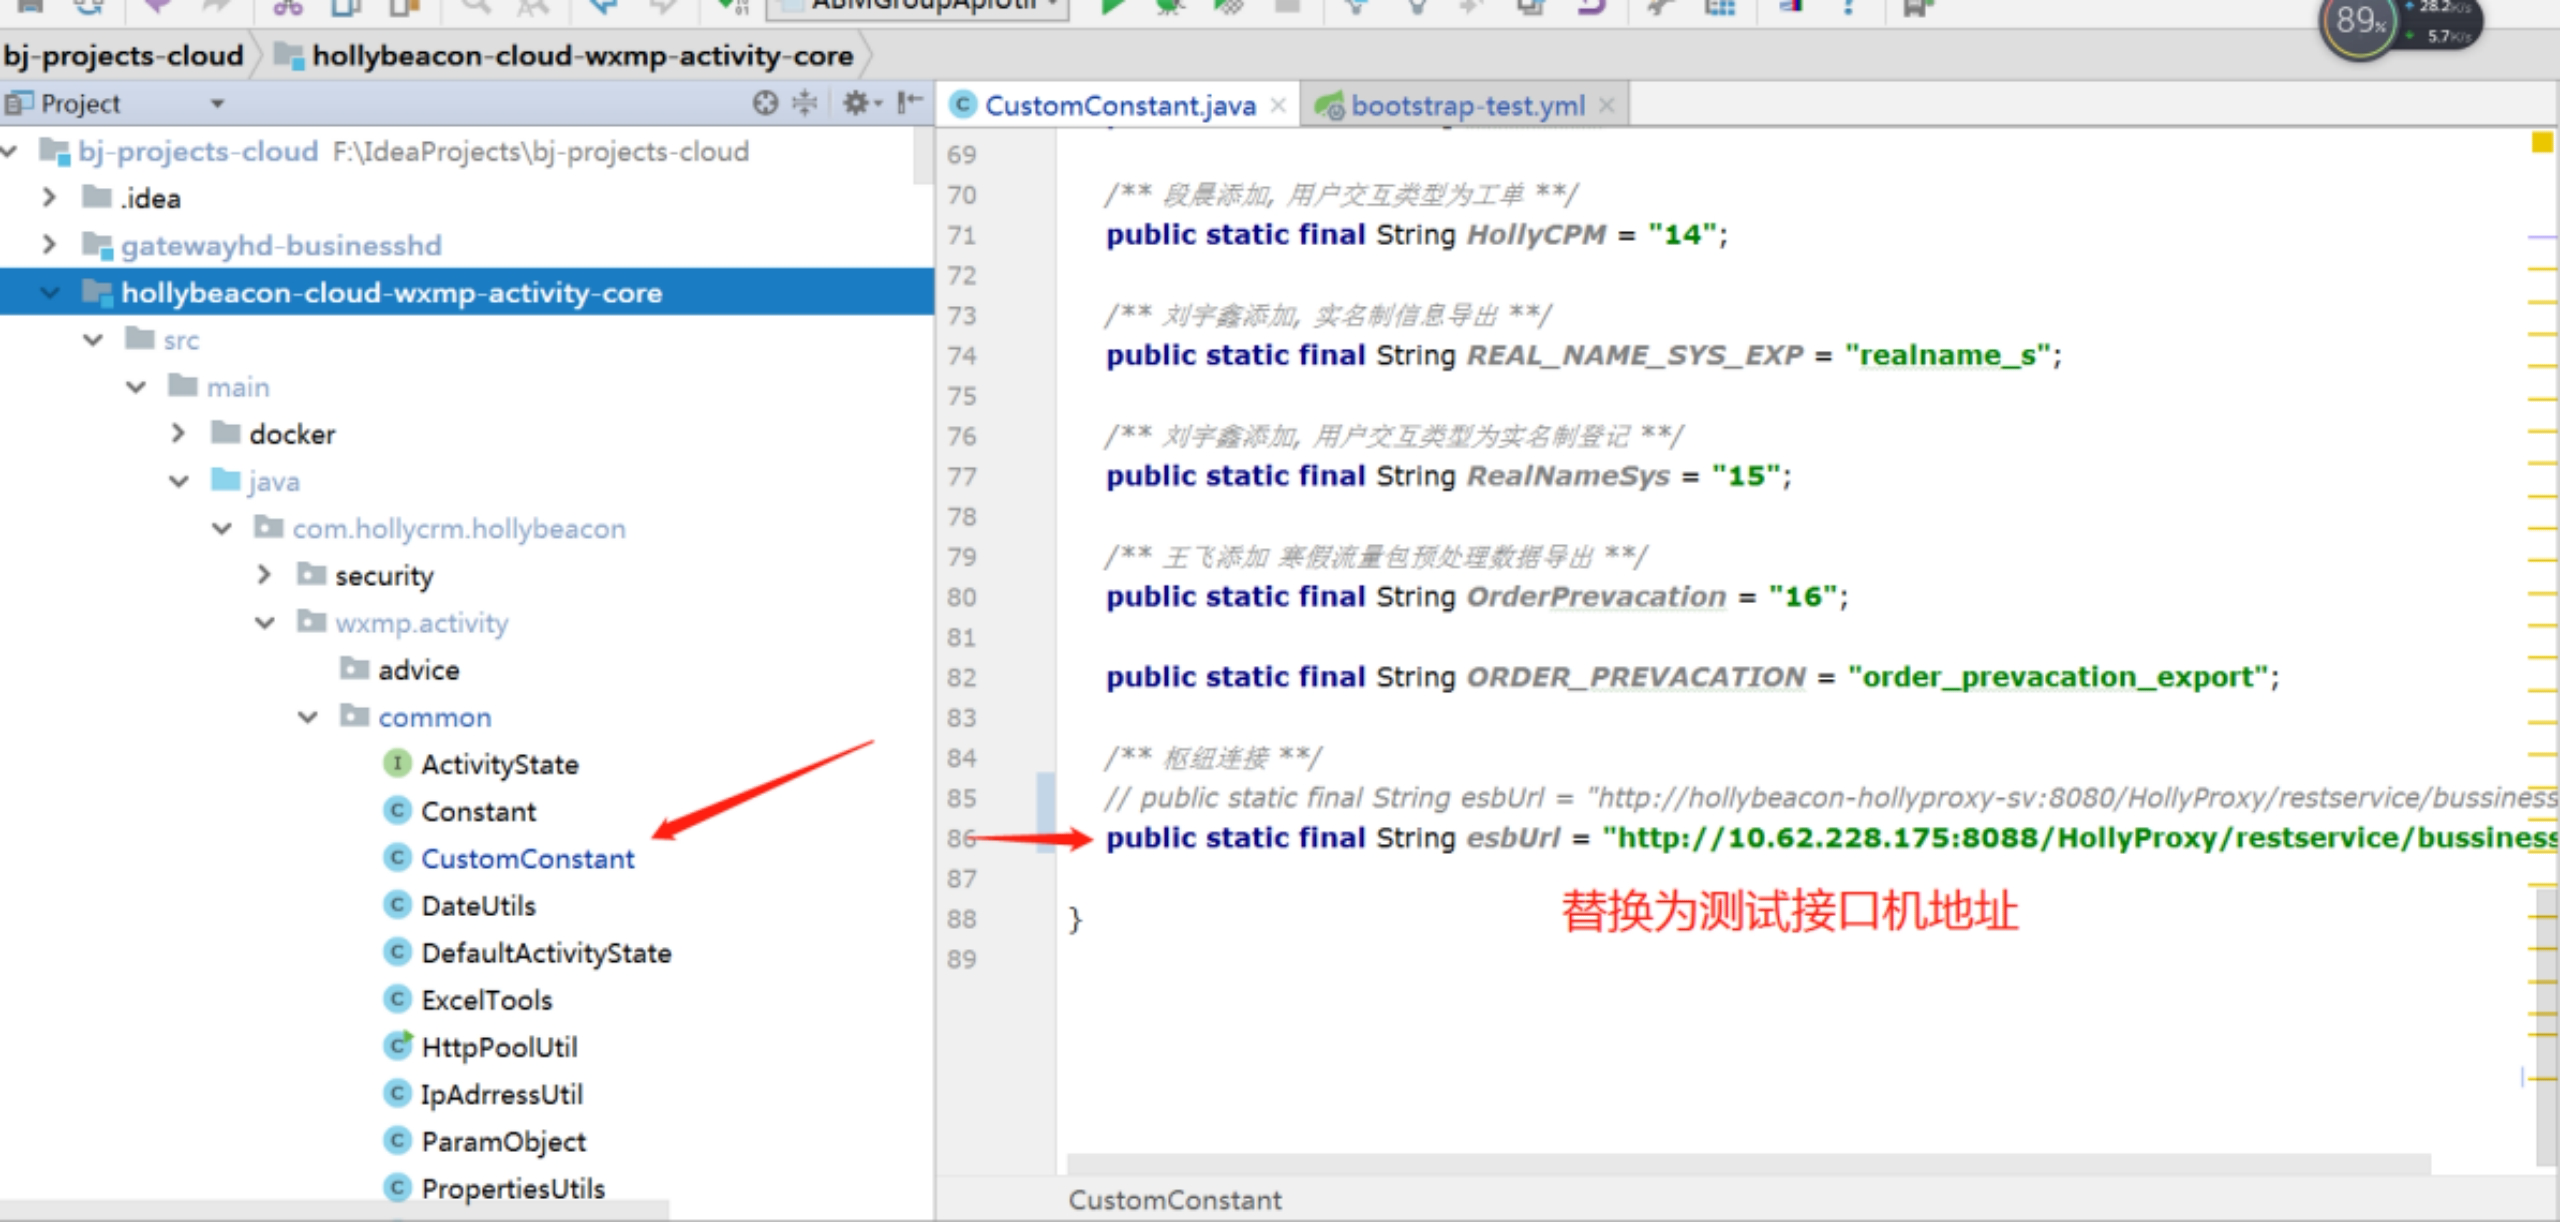 ABMGroupApiUtil
89%
28.2K/s
5.7K/s
bj-projects-cloud
hollybeacon-cloud-wxmp-activity-core
Project
CustomConstant.java
bootstrap-test.yml
bj-projects-cloud F:\IdeaProjects\bj-projects-cloud
.idea
gatewayhd-businesshd
hollybeacon-cloud-wxmp-activity-core
src
main
docker
java
com.hollycrm.hollybeacon
security
wxmp.activity
advice
common
ActivityState
Constant
CustomConstant
DateUtils
DefaultActivityState
ExcelTools
HttpPoolUtil
IpAdrressUtil
ParamObject
PropertiesUtils
69
70 /** 段晨添加, 用户交互类型为工单 **/
71 public static final String HollyCPM = "14";
72
73 /** 刘宇鑫添加, 实名制信息导出 **/
74 public static final String REAL_NAME_SYS_EXP = "realname_s";
75
76 /** 刘宇鑫添加, 用户交互类型为实名制登记 **/
77 public static final String RealNameSys = "15";
78
79 /** 王飞添加 寒假流量包预处理数据导出 **/
80 public static final String OrderPrevacation = "16";
81
82 public static final String ORDER_PREVACATION = "order_prevacation_export";
83
84 /** 枢纽连接 **/
85 // public static final String esbUrl = "http://hollybeacon-hollyproxy-sv:8080/HollyProxy/restservice/bussiness
86 public static final String esbUrl = "http://10.62.228.175:8088/HollyProxy/restservice/bussiness
87
替换为测试接口机地址
88 }
89
CustomConstant